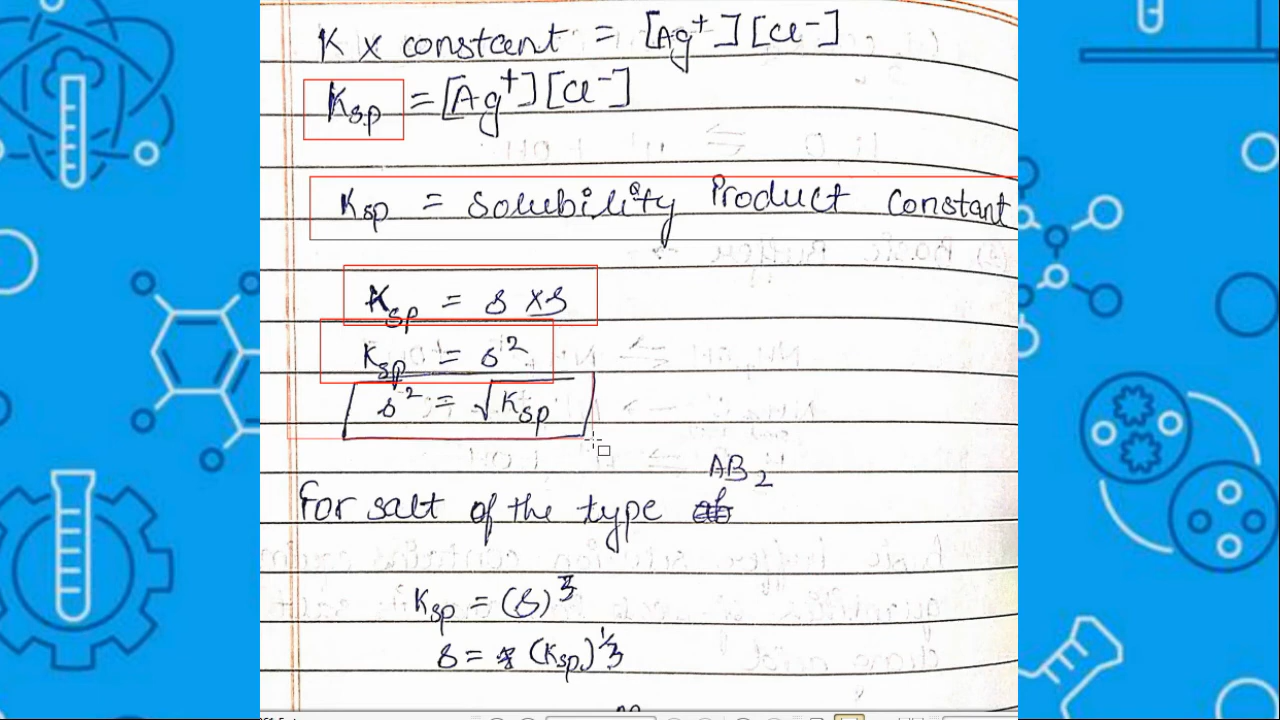 K x constant = [Ag⁺][Cl⁻]
Ksp = [Ag⁺][Cl⁻]
Ksp = Solubility Product Constant
Ksp = s x s
Ksp = s²
s² = √Ksp
AB₂
For salt of the type
Ksp = (s)³
s = (Ksp)^1/3